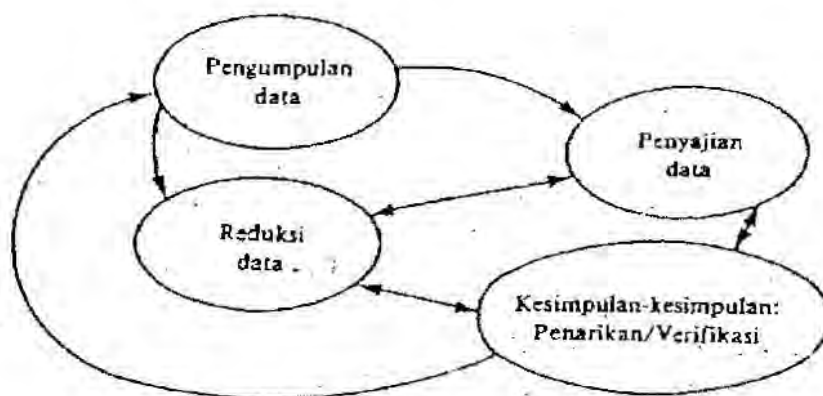 Pengumpulan
data
Penyajian
data
Reduksi
data
Kesimpulan-kesimpulan:
Penarikan/Verifikasi